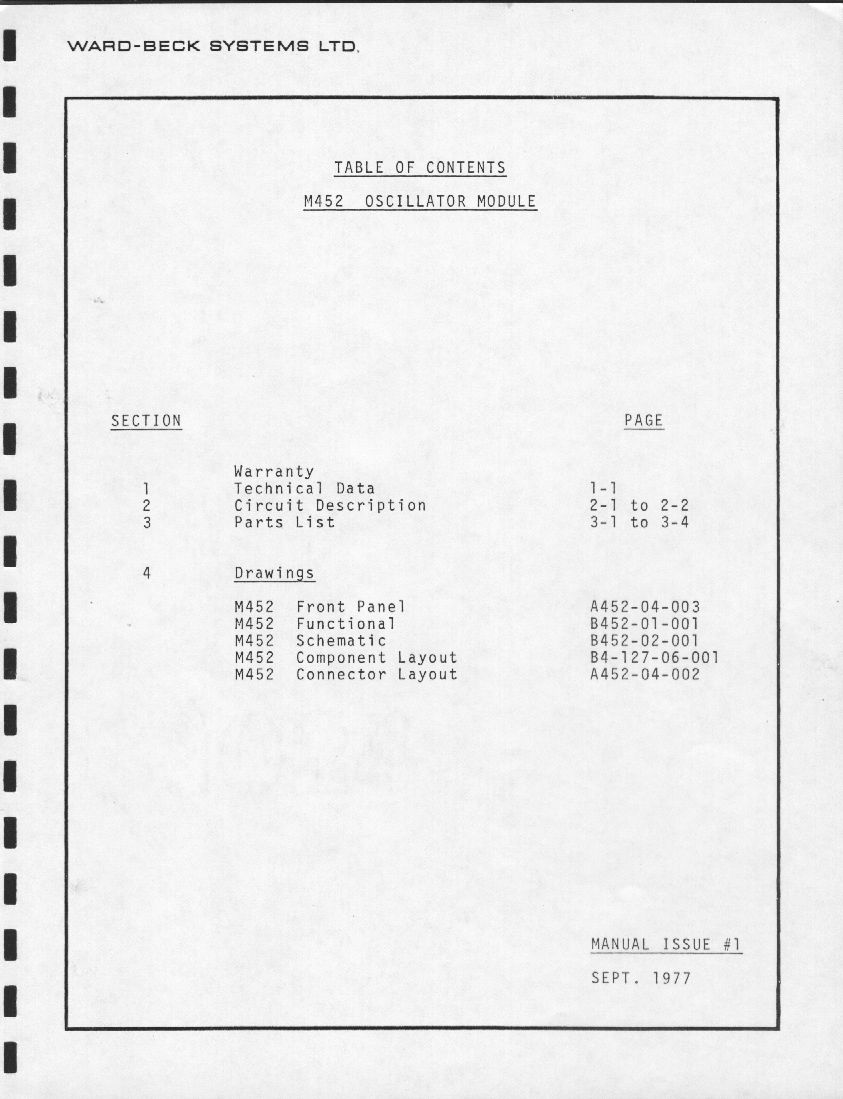 WARD-BECK SYSTEMS LTD.
TABLE OF CONTENTS
M452 OSCILLATOR MODULE
SECTION PAGE
Warranty
1 Technical Data 1-1
2 Circuit Description 2-1 to 2-2
3 Parts List 3-1 to 3-4
4 Drawings
M452 Front Panel A452-04-003
M452 Functional B452-01-001
M452 Schematic B452-02-001
M452 Component Layout B4-127-06-001
M452 Connector Layout A452-04-002
MANUAL ISSUE #1
SEPT. 1977